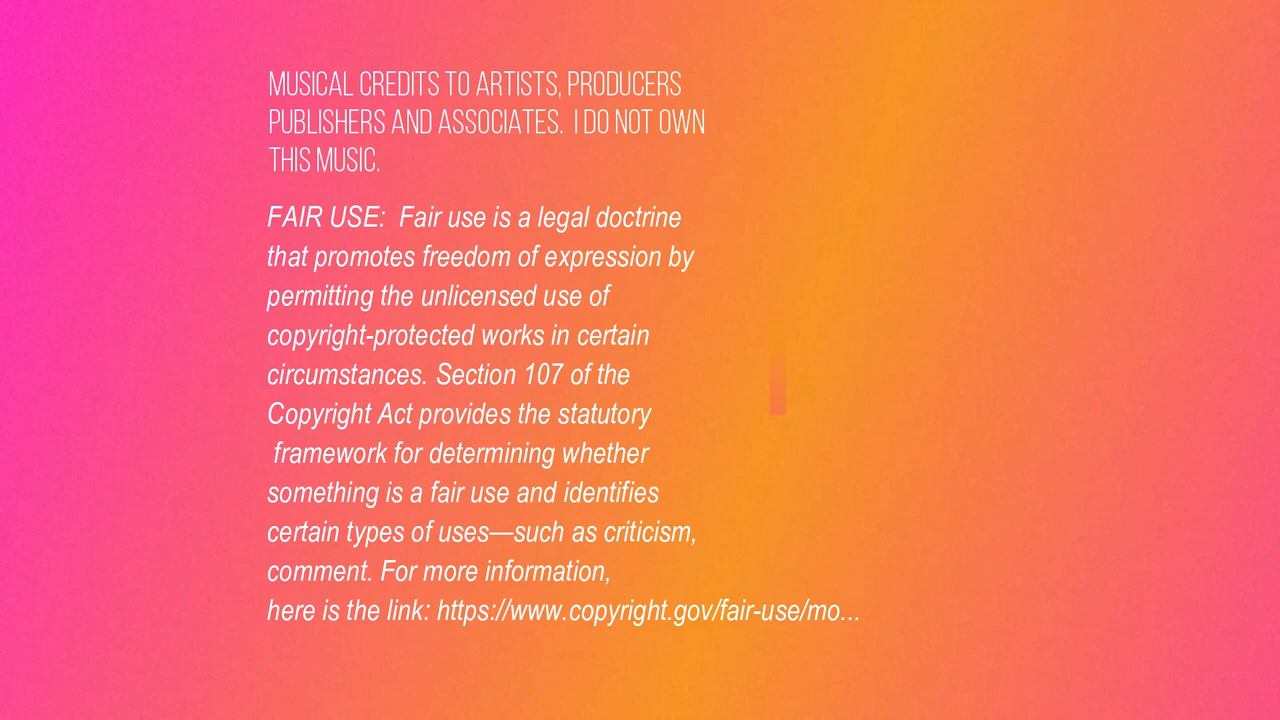 MUSICAL CREDITS TO ARTISTS, PRODUCERS
PUBLISHERS AND ASSOCIATES.  I DO NOT OWN
THIS MUSIC.
FAIR USE:  Fair use is a legal doctrine
that promotes freedom of expression by
permitting the unlicensed use of
copyright-protected works in certain
circumstances. Section 107 of the
Copyright Act provides the statutory
framework for determining whether
something is a fair use and identifies
certain types of uses—such as criticism,
comment. For more information,
here is the link: https://www.copyright.gov/fair-use/mo...